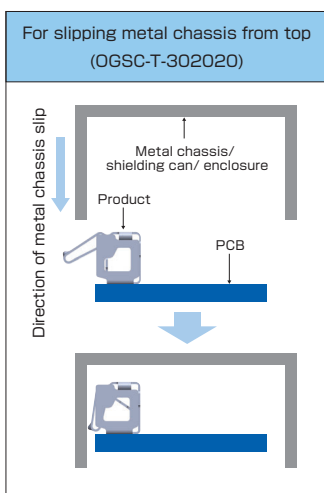 For slipping metal chassis from top
(OGSC-T-302020)
Direction of metal chassis slip
Metal chassis/
shielding can/ enclosure
Product
PCB